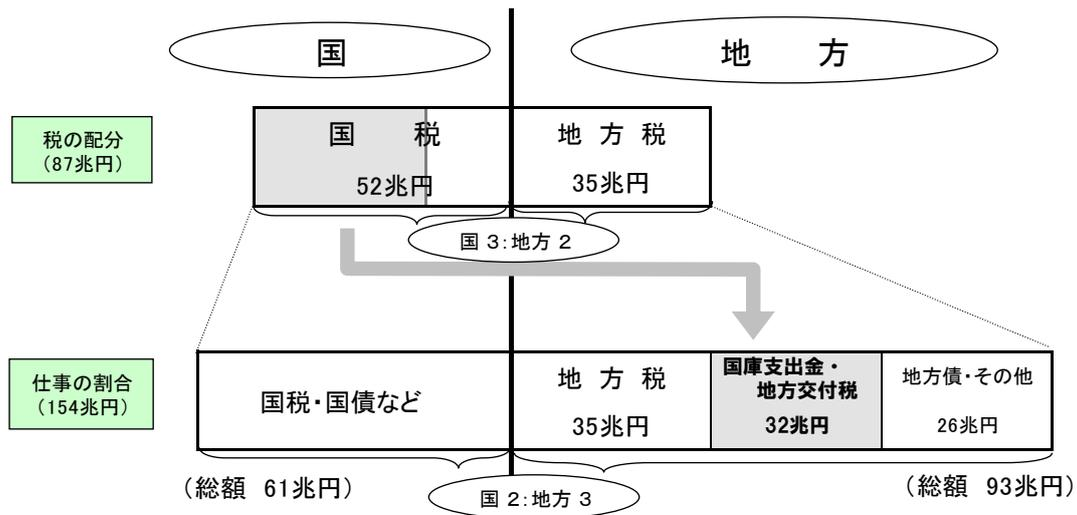 国
地　　方
税の配分
（87兆円）
国　　税
52兆円
地 方 税
35兆円
国 3：地方 2
仕事の割合
（154兆円）
国税・国債など
地 方 税
35兆円
国庫支出金・
地方交付税
32兆円
地方債・その他
26兆円
（総額 61兆円）
国 2：地方 3
（総額 93兆円）